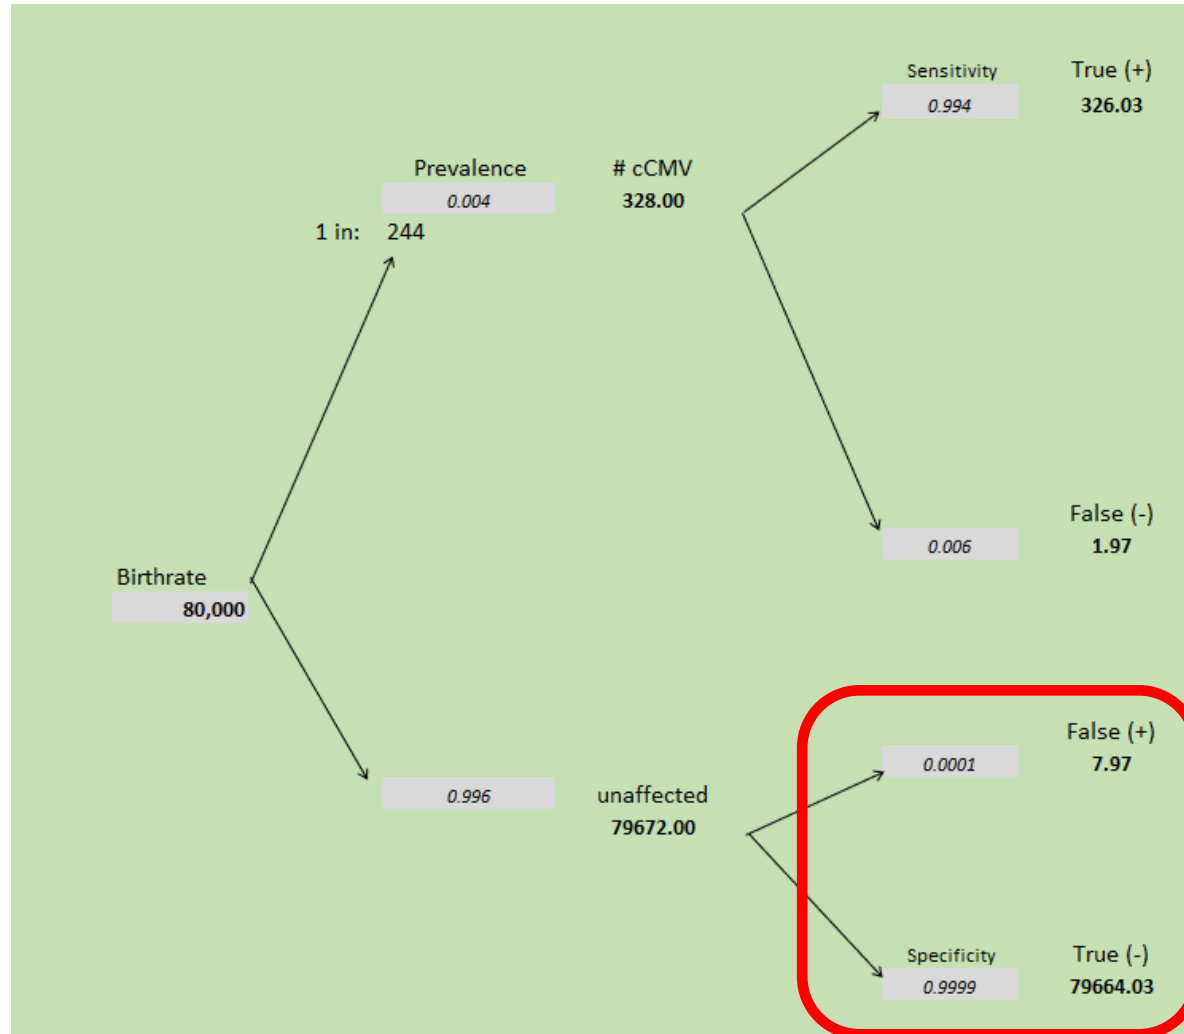 Sensitivity True (+)
0.994 326.03
Prevalence # cCMV
0.004 328.00
1 in: 244
False (-)
0.006 1.97
Birthrate
80,000
False (+)
0.0001 7.97
0.996 unaffected
79672.00
Specificity True (-)
0.9999 79664.03